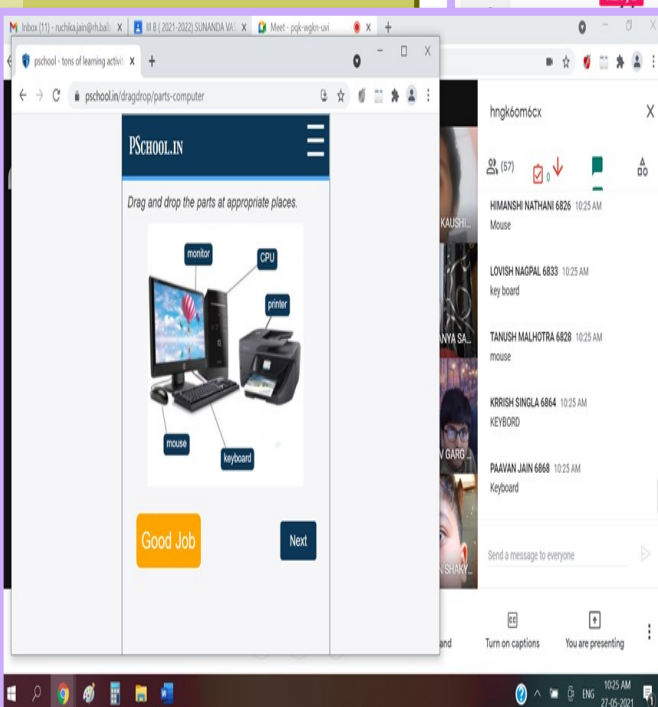 Inbox (11) - ruchika.jain@rh.bal
III B ( 2021-2022) SUNANDA VAS
Meet - pqk-wgkn-uvi
pschool - tons of learning activit
pschool.in/dragdrop/parts-computer
PSCHOOL.IN
Drag and drop the parts at appropriate places.
monitor
CPU
printer
mouse
keyboard
Good Job
Next
KAUSHI...
NYA SA...
V GARG ...
N SHAKY...
hngk6om6cx
(57)
0
HIMANSHI NATHANI 6826 10:25 AM
Mouse
LOVISH NAGPAL 6833 10:25 AM
key board
TANUSH MALHOTRA 6828 10:25 AM
mouse
KRRISH SINGLA 6864 10:25 AM
KEYBORD
PAAVAN JAIN 6868 10:25 AM
Keyboard
Send a message to everyone
and
Turn on captions
You are presenting
ENG
10:25 AM
27-05-2021